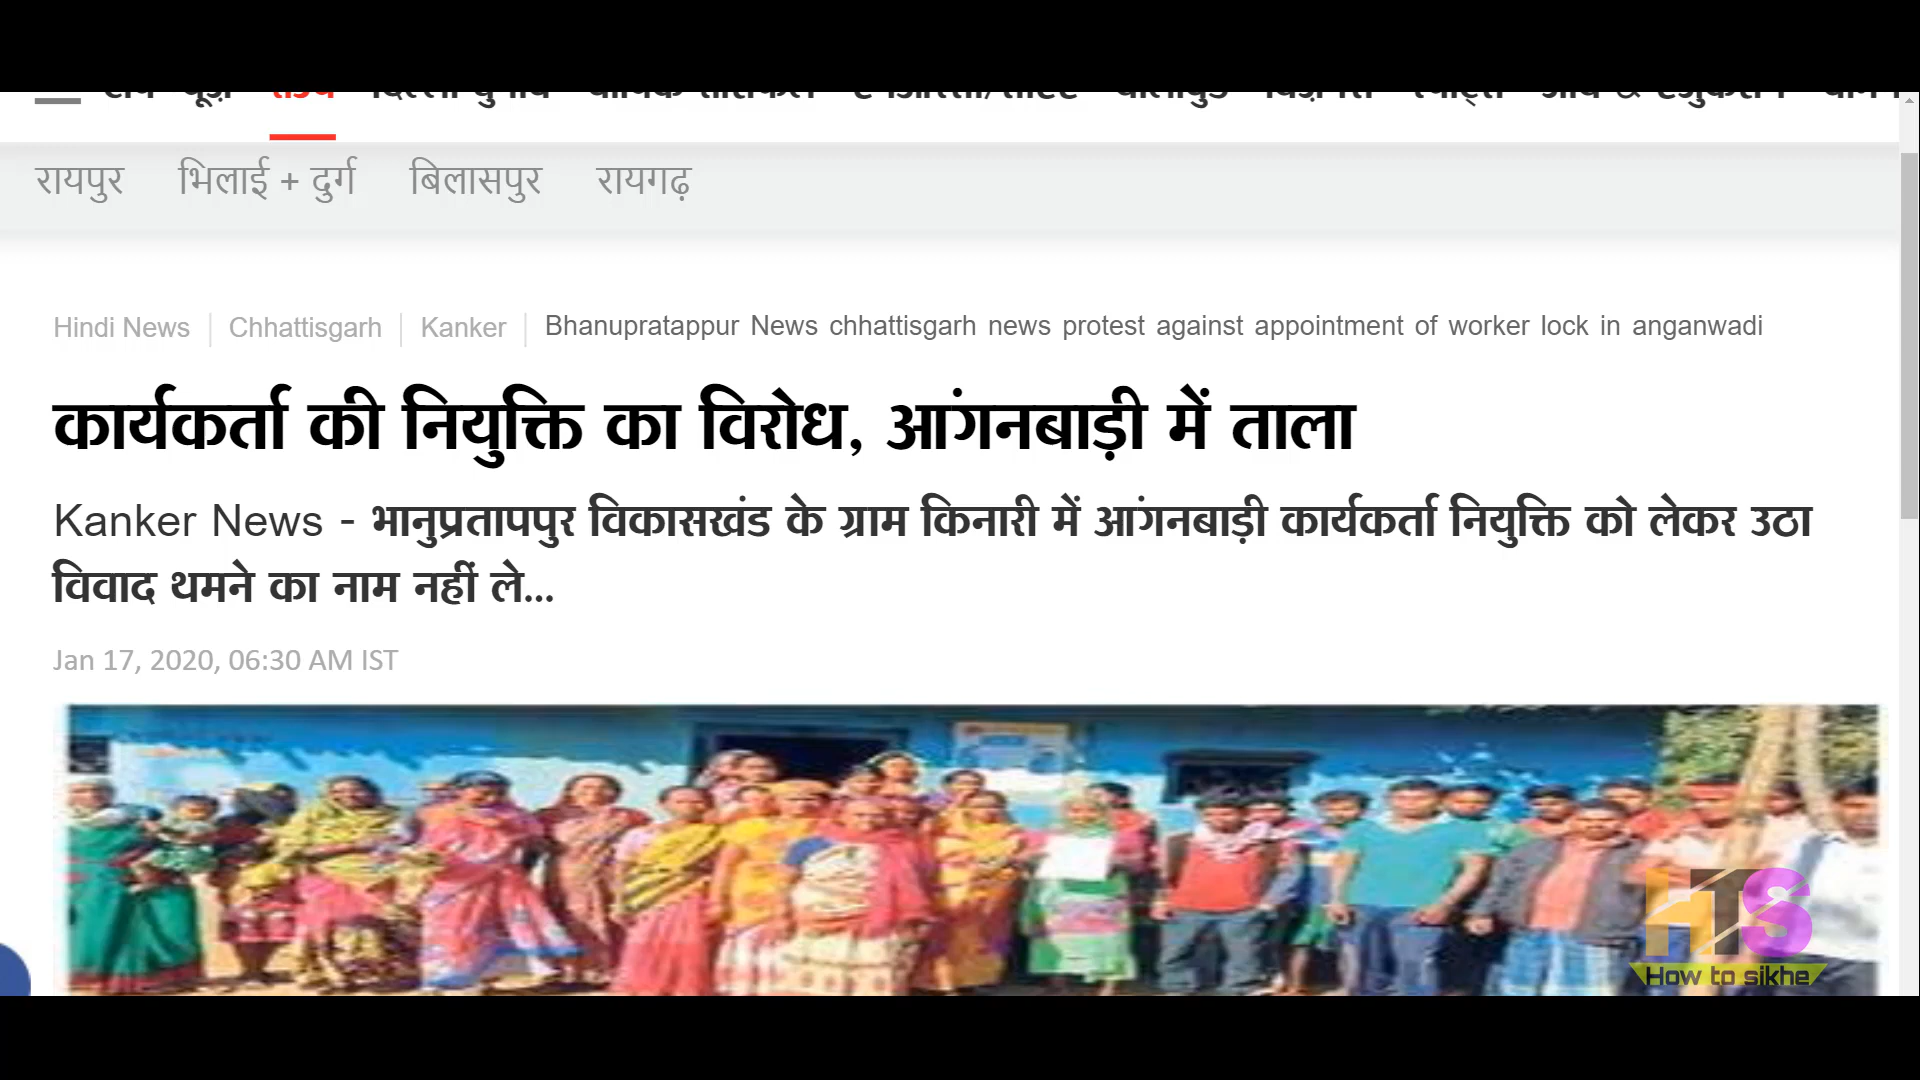 रायपुर भिलाई + दुर्ग बिलासपुर रायगढ़
Hindi News Chhattisgarh Kanker Bhanupratappur News chhattisgarh news protest against appointment of worker lock in anganwadi
कार्यकर्ता की नियुक्ति का विरोध, आंगनबाड़ी में ताला
Kanker News - भानुप्रतापपुर विकासखंड के ग्राम किनारी में आंगनबाड़ी कार्यकर्ता नियुक्ति को लेकर उठा
विवाद थमने का नाम नहीं ले...
Jan 17, 2020, 06:30 AM IST
HTS
How to sikhe